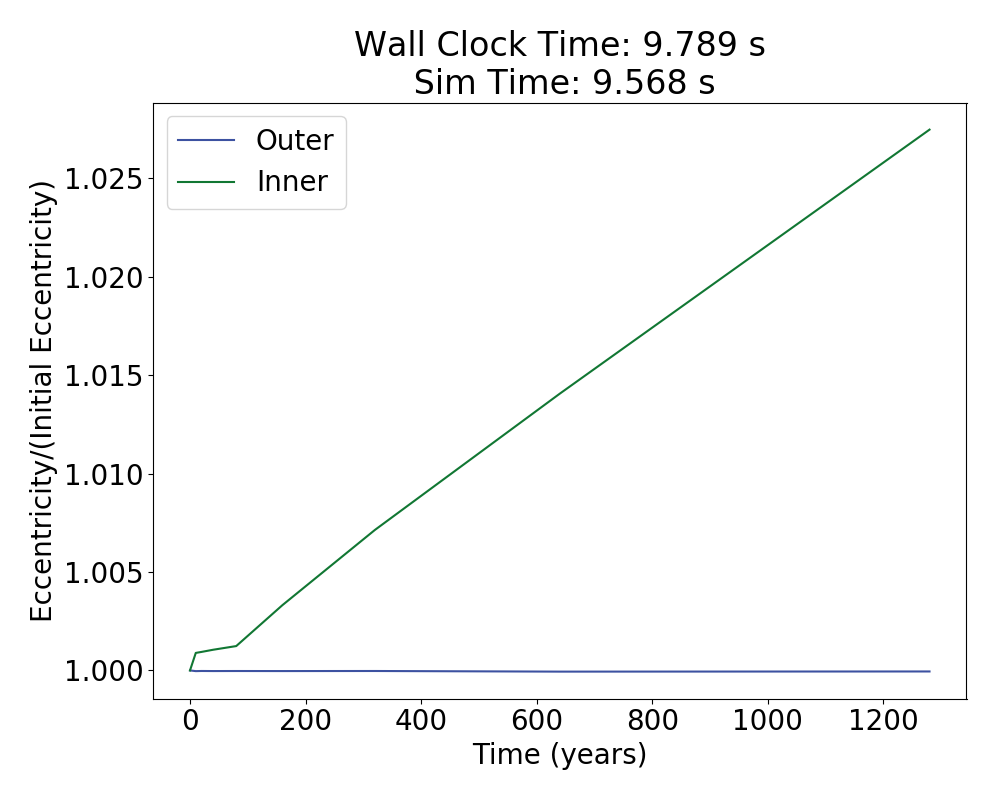 Wall Clock Time: 9.789 s
Sim Time: 9.568 s
Outer
Inner
Eccentricity/(Initial Eccentricity)
1.025
1.020
1.015
1.010
1.005
1.000
0 200 400 600 800 1000 1200
Time (years)